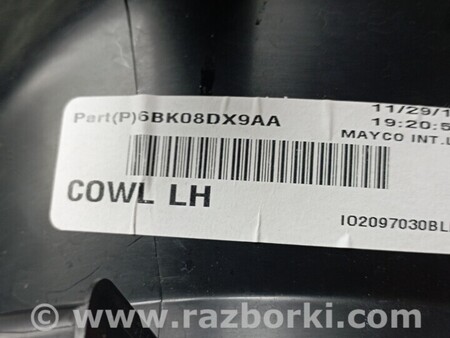 Part(P)6BK08DX9AA
11/29/1
19:20:5
MAYCO INT.L
COWL LH
IO2097030BL
www.razborki.com